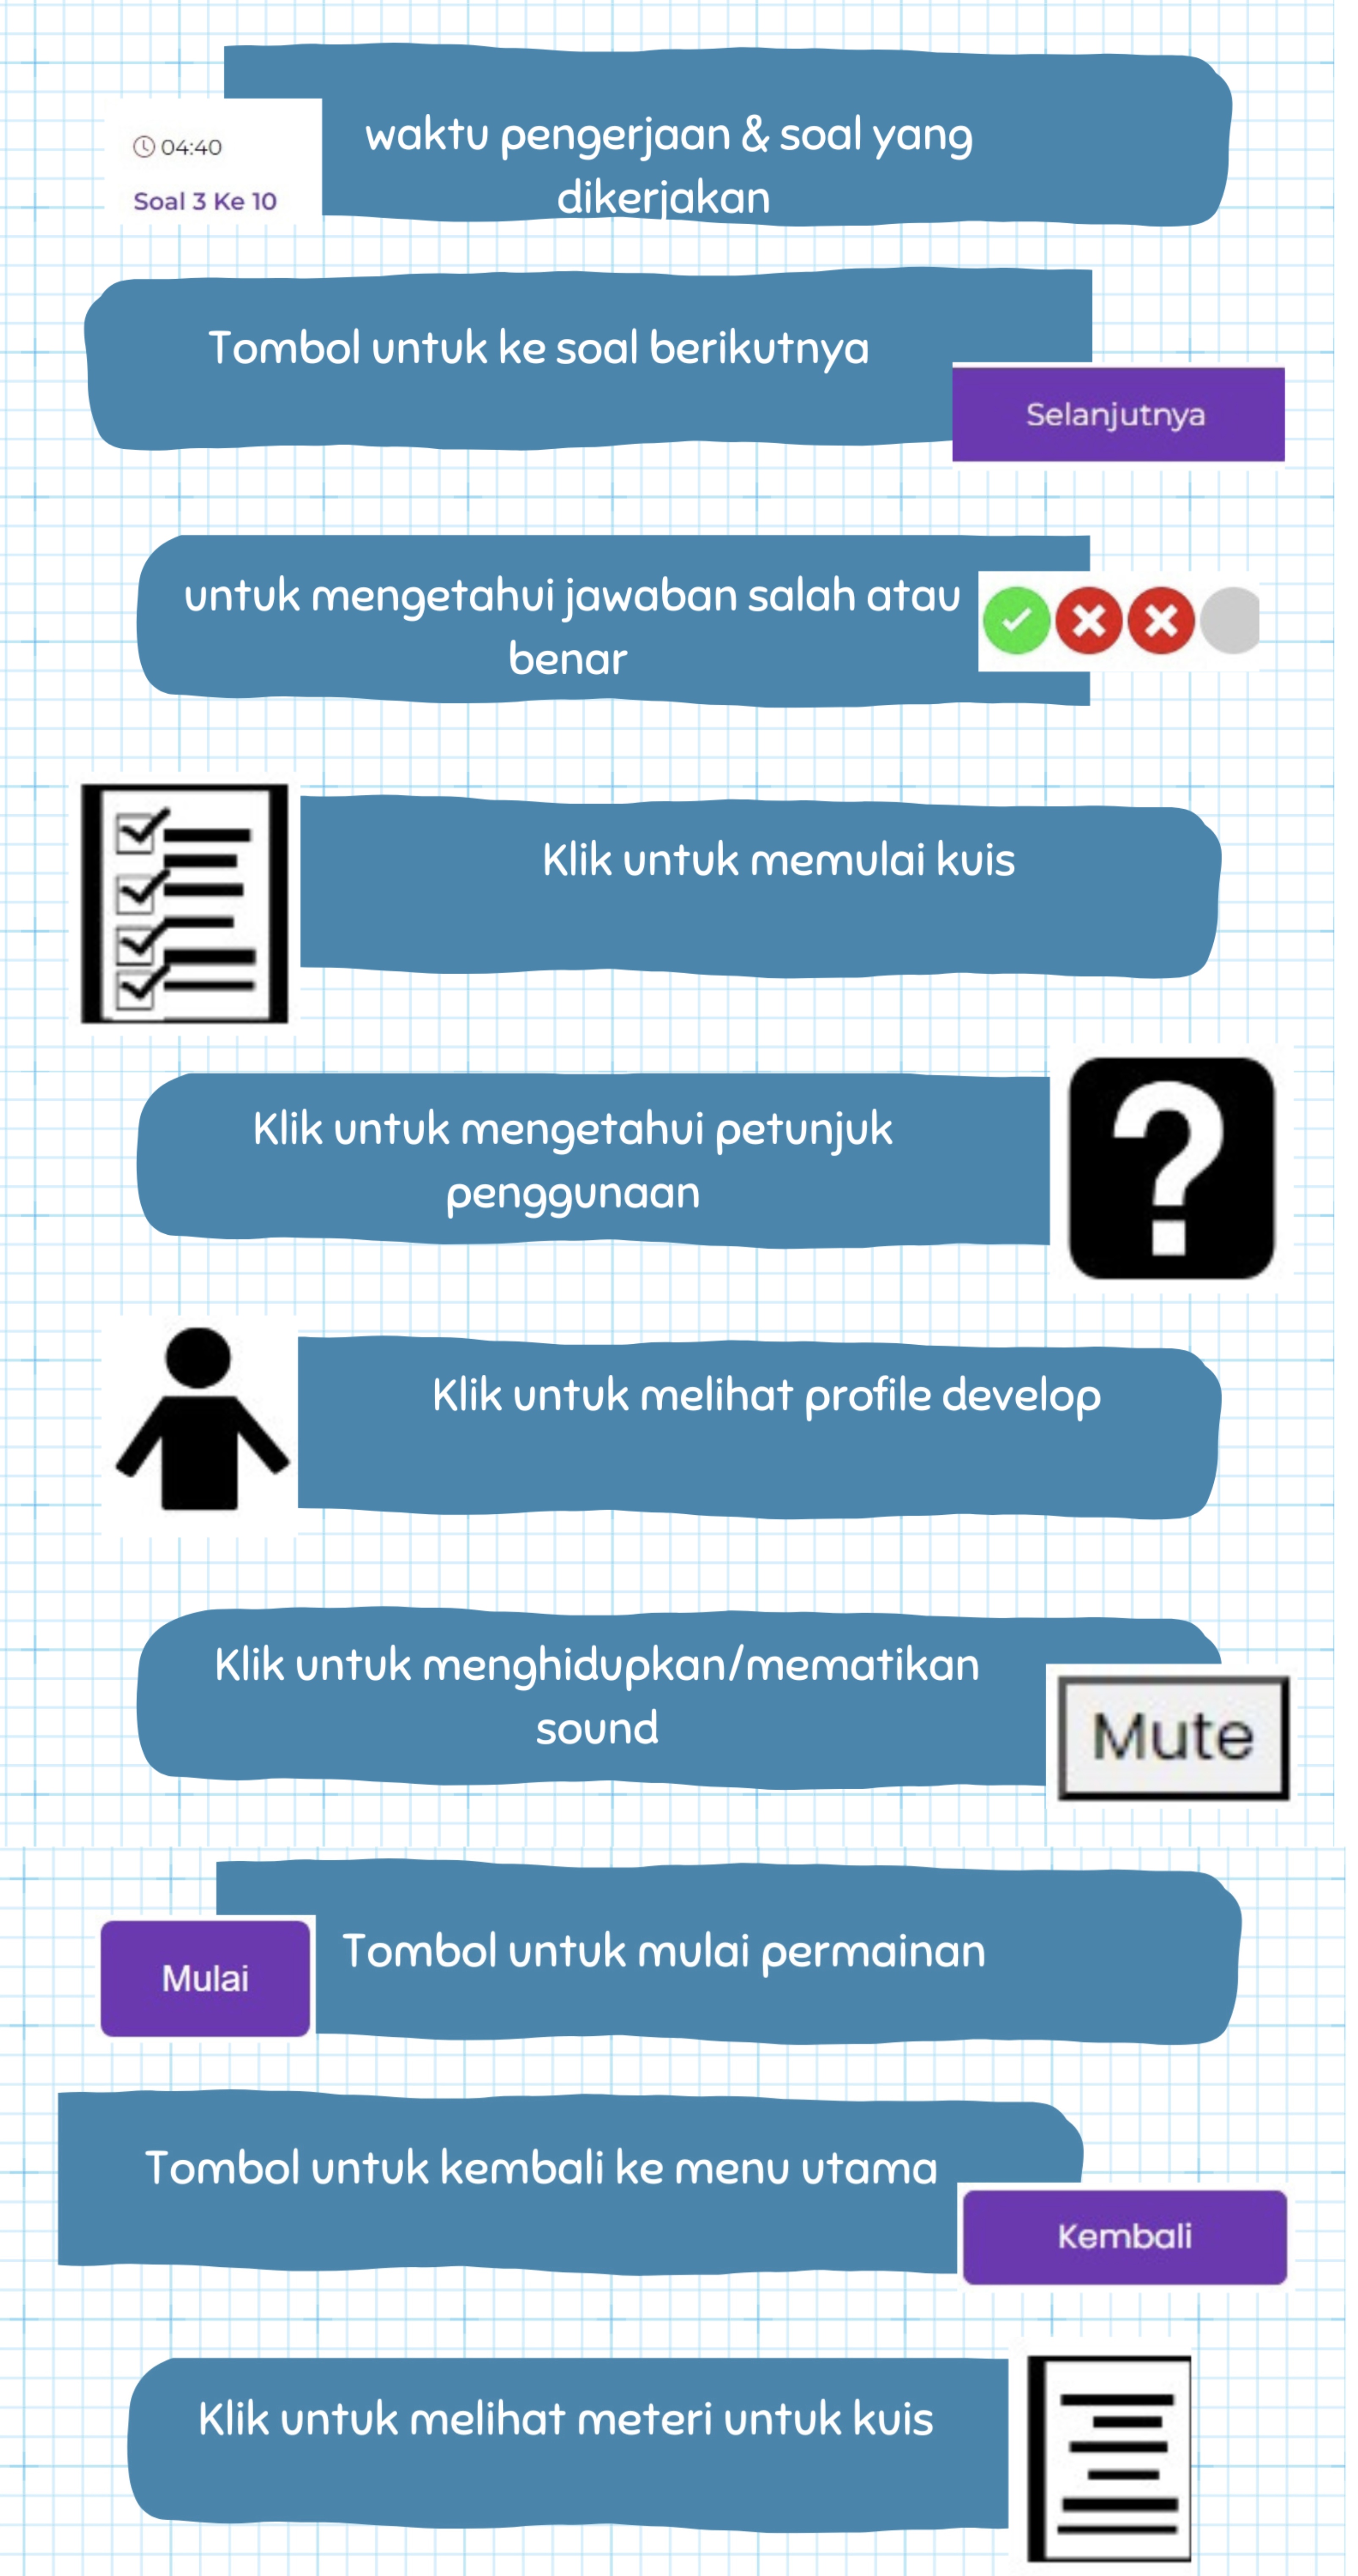 waktu pengerjaan & soal yang
dikerjakan
04:40
Soal 3 Ke 10
Tombol untuk ke soal berikutnya
Selanjutnya
untuk mengetahui jawaban salah atau
benar
Klik untuk memulai kuis
Klik untuk mengetahui petunjuk
penggunaan
?
Klik untuk melihat profile develop
Klik untuk menghidupkan/mematikan
sound
Mute
Mulai
Tombol untuk mulai permainan
Tombol untuk kembali ke menu utama
Kembali
Klik untuk melihat meteri untuk kuis